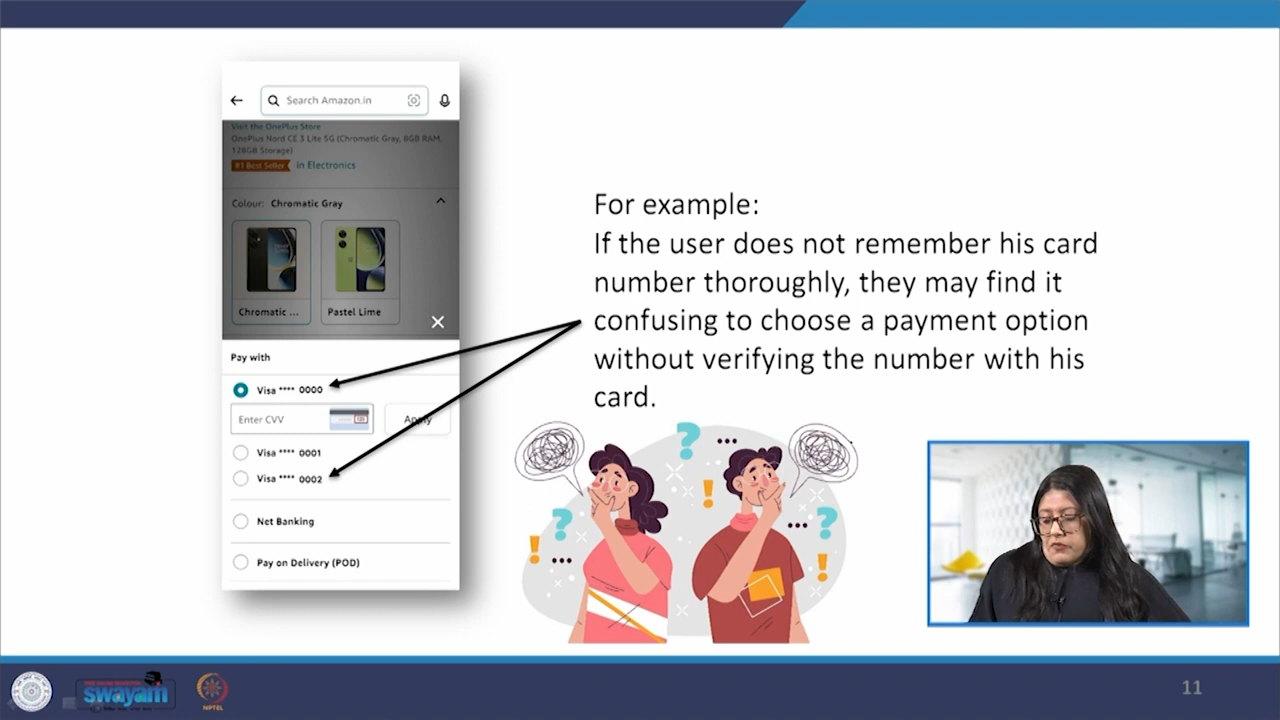 Search Amazon.in
Visit the OnePlus Store
OnePlus Nord CE 3 Lite 5G (Chromatic Gray, 8GB RAM,
128GB Storage)
#1 Best Seller in Electronics
Colour: Chromatic Gray
Chromatic ...
Pastel Lime
Pay with
Visa **** 0000
Enter CVV
Apply
Visa **** 0001
Visa **** 0002
Net Banking
Pay on Delivery (POD)
For example:
If the user does not remember his card
number thoroughly, they may find it
confusing to choose a payment option
without verifying the number with his
card.
swayam
NPTEL
11